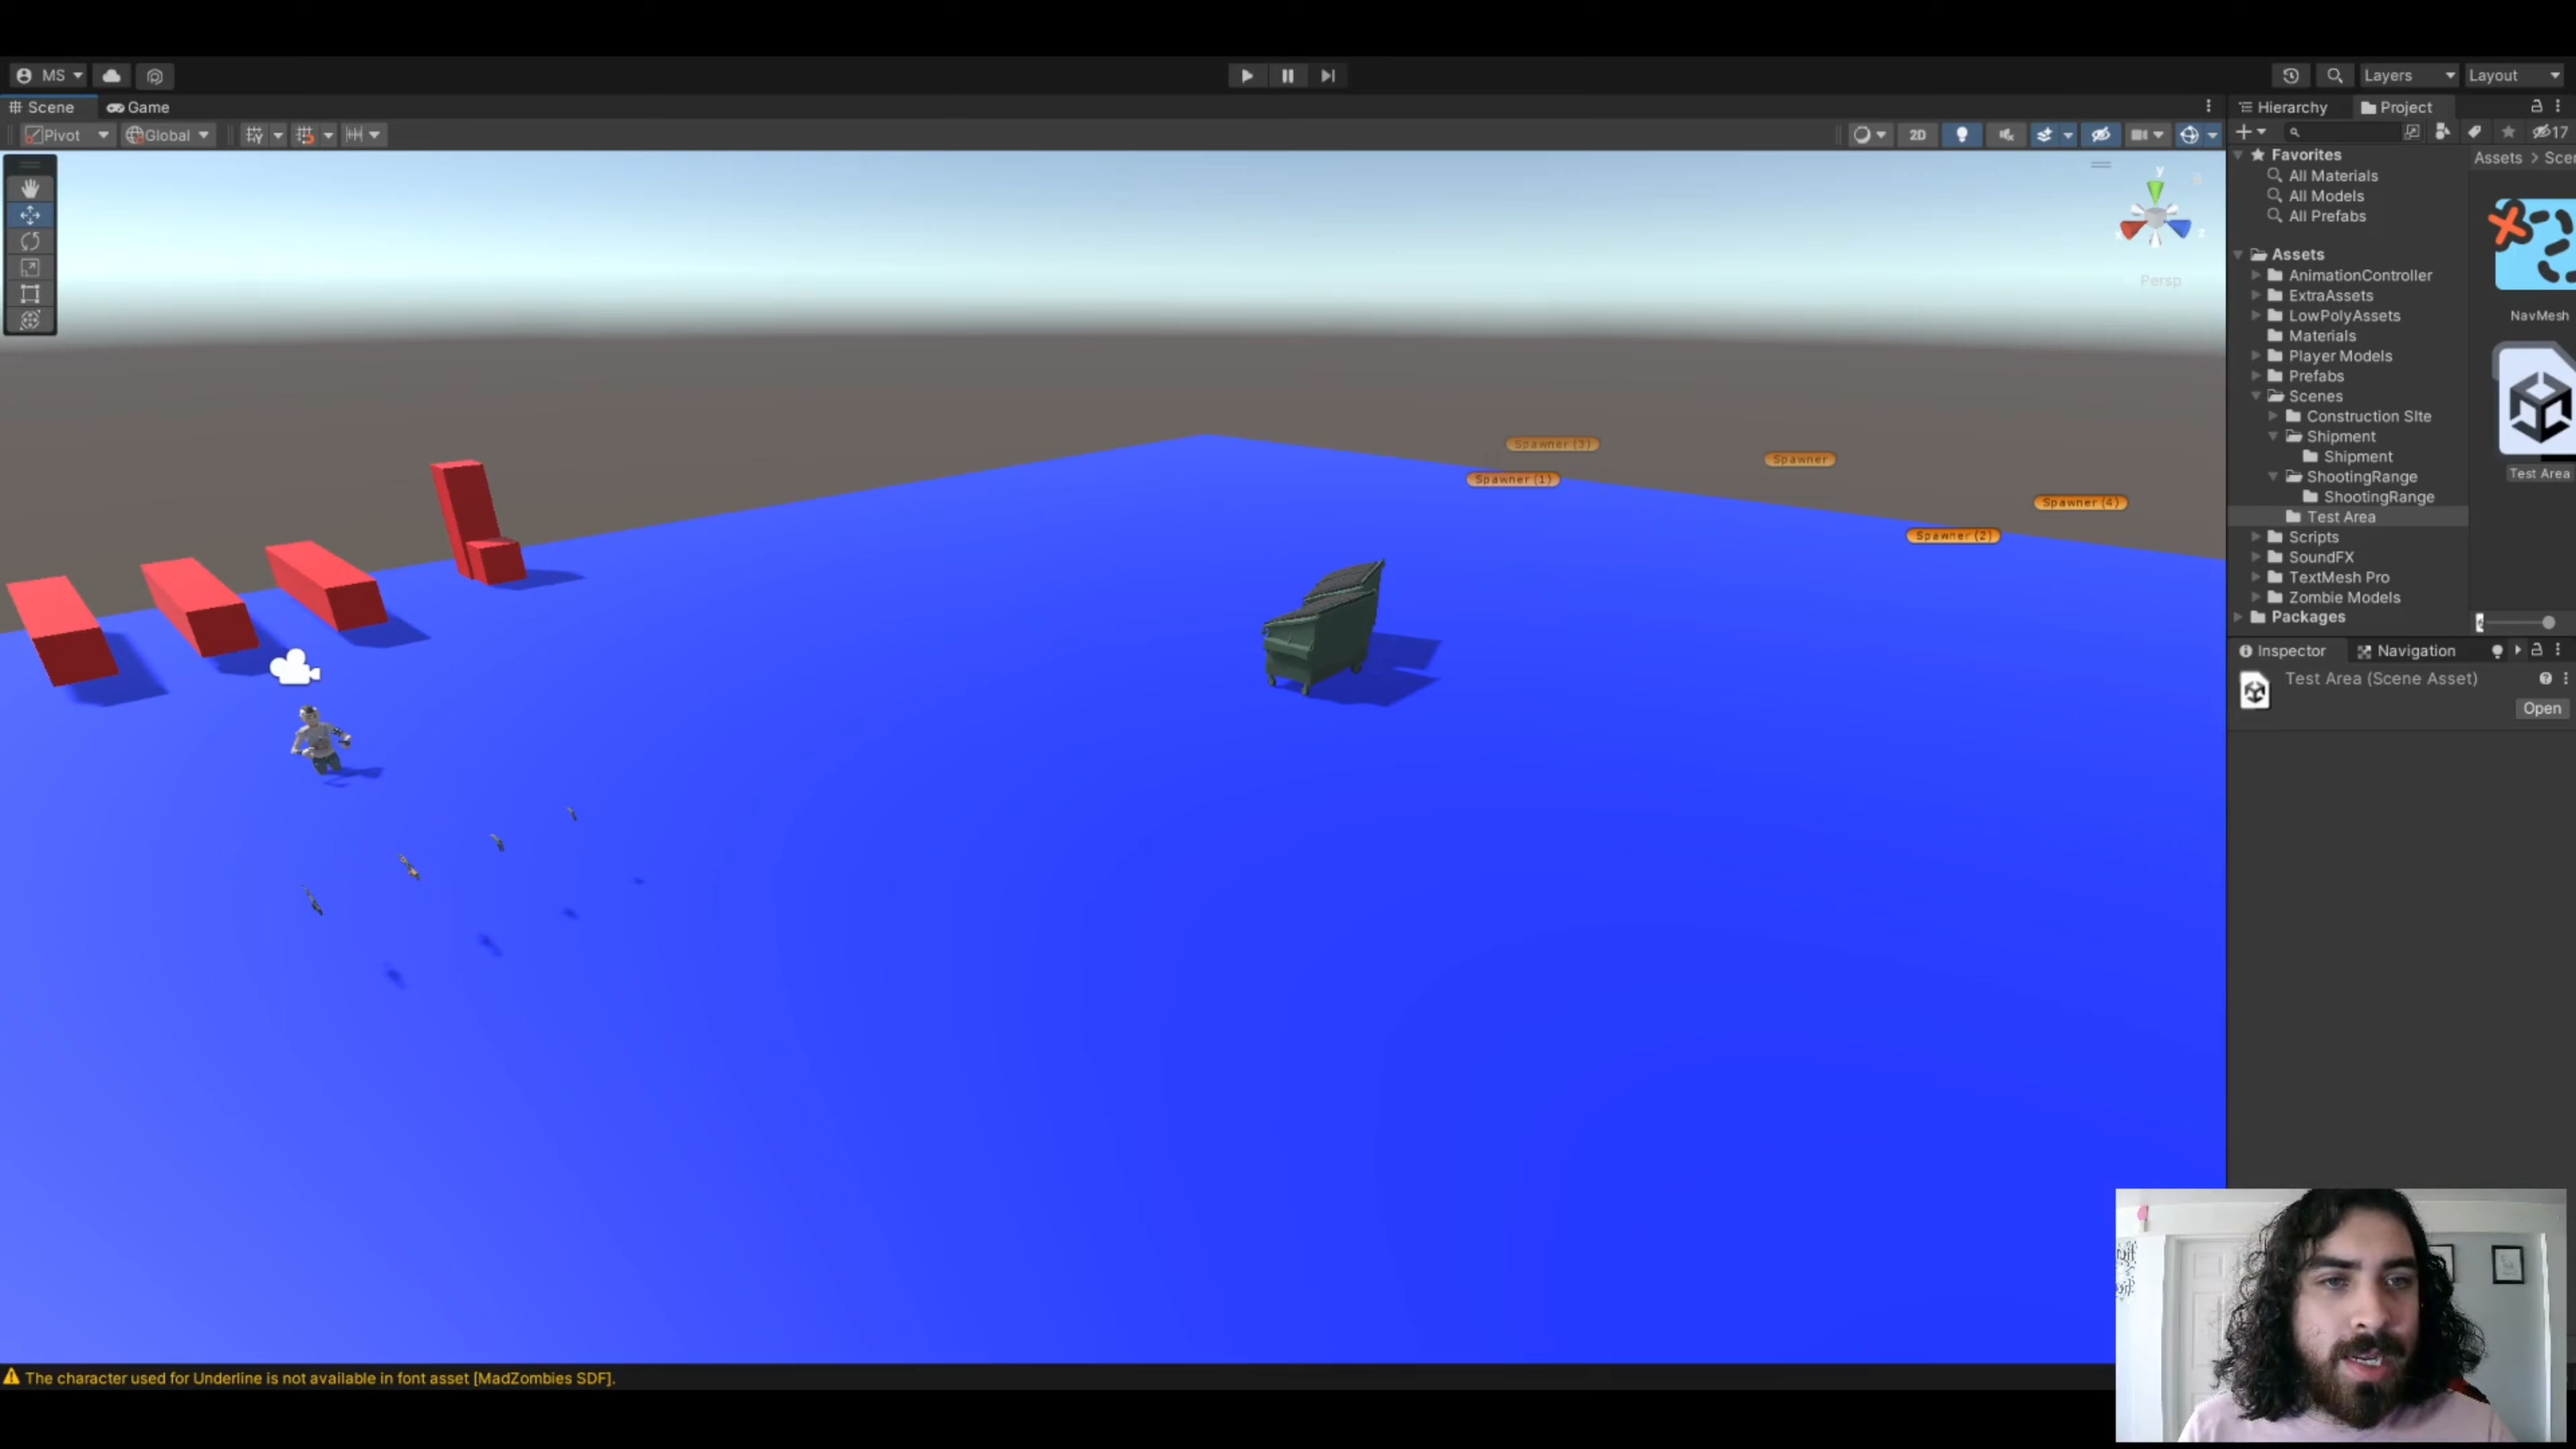 MS
Layers
Layout
Scene
Game
Hierarchy
Project
Pivot
Global
2D
17
Favorites
All Materials
All Models
All Prefabs
Assets > Scen
Assets
AnimationController
ExtraAssets
LowPolyAssets
Materials
Player Models
Prefabs
Scenes
Construction SIte
Shipment
Shipment
ShootingRange
ShootingRange
Test Area
Scripts
SoundFX
TextMesh Pro
Zombie Models
Packages
NavMesh
Test Area
y
z
Persp
Spawner (3)
Spawner
Spawner (1)
Spawner (4)
Spawner (2)
Inspector
Navigation
Test Area (Scene Asset)
Open
The character used for Underline is not available in font asset [MadZombies SDF].